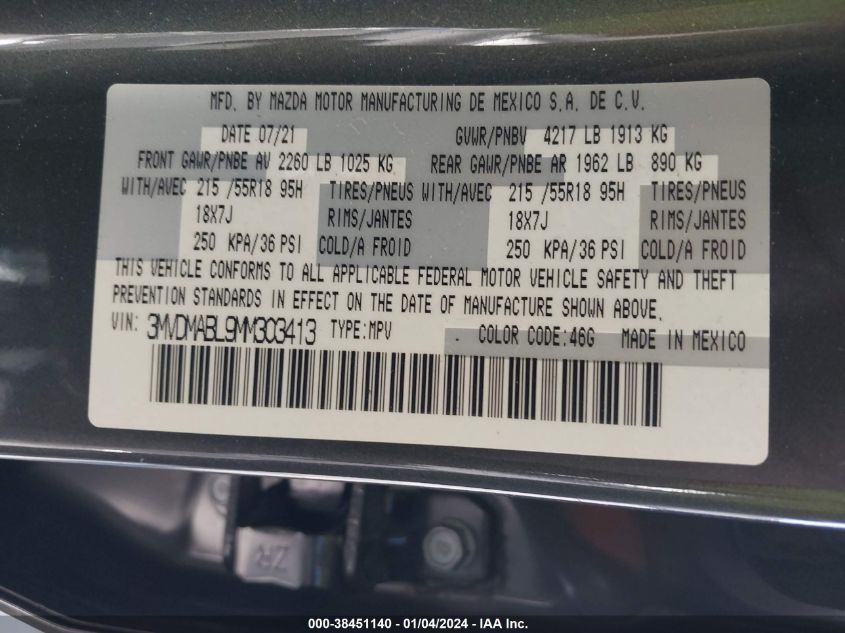 MFD. BY MAZDA MOTOR MANUFACTURING DE MEXICO S.A. DE C.V.
DATE 07/21 GVWR/PNBV 4217 LB 1913 KG
FRONT GAWR/PNBE AV 2260 LB 1025 KG REAR GAWR/PNBE AR 1962 LB 890 KG
WITH/AVEC 215 /55R18 95H TIRES/PNEUS WITH/AVEC 215 /55R18 95H TIRES/PNEUS
18X7J RIMS/JANTES 18X7J RIMS/JANTES
250 KPA/36 PSI COLD/A FROID 250 KPA/36 PSI COLD/A FROID
THIS VEHICLE CONFORMS TO ALL APPLICABLE FEDERAL MOTOR VEHICLE SAFETY AND THEFT
PREVENTION STANDARDS IN EFFECT ON THE DATE OF MANUFACTURE SHOWN ABOVE.
VIN: 3MVDMABL9MM303413 TYPE:MPV COLOR CODE:46G MADE IN MEXICO
ZR
000-38451140 - 01/04/2024 - IAA Inc.